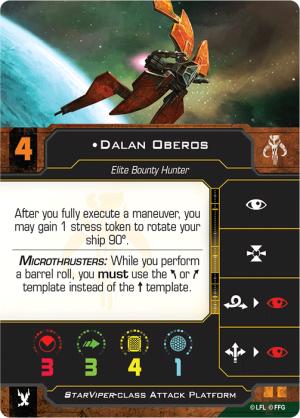 4
•Dalan Oberos
Elite Bounty Hunter
After you fully execute a maneuver, you
may gain 1 stress token to rotate your
ship 90º.
Microthrusters: While you perform
a barrel roll, you must use the or
template instead of the template.
3 3 4 1
StarViper-class Attack Platform
©LFL ©FFG